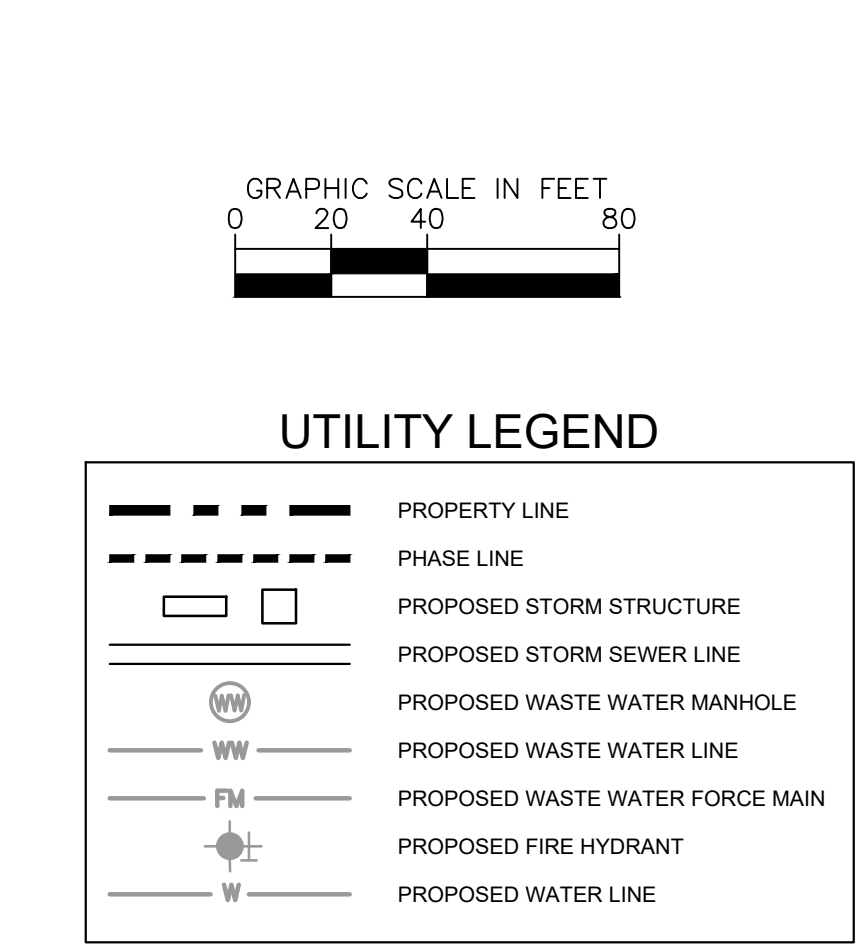 GRAPHIC SCALE IN FEET
0 20 40 80
UTILITY LEGEND
PROPERTY LINE
PHASE LINE
PROPOSED STORM STRUCTURE
PROPOSED STORM SEWER LINE
WW PROPOSED WASTE WATER MANHOLE
WW PROPOSED WASTE WATER LINE
FM PROPOSED WASTE WATER FORCE MAIN
PROPOSED FIRE HYDRANT
W PROPOSED WATER LINE